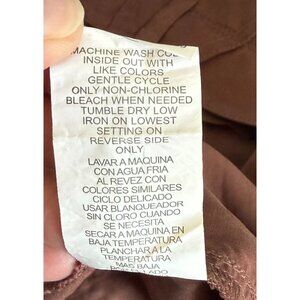 MACHINE WASH
INSIDE OUT WITH
LIKE COLORS
GENTLE CYCLE
ONLY NON-CHLORINE
BLEACH WHEN NEEDED
TUMBLE DRY LOW
IRON ON LOWEST
SETTING ON
REVERSE SIDE
ONLY
LAVAR A MAQUINA
CON AGUA FRIA
AL REVEZ CON
COLORES SIMILARES
CICLO DELICADO
USAR BLANQUEADOR
SIN CLORO CUANDO
SE NECESITA
SECAR A MAQUINA EN
BAJA TEMPERATURA
PLANCHAR A LA
TEMPERATURA
MAS BAJA